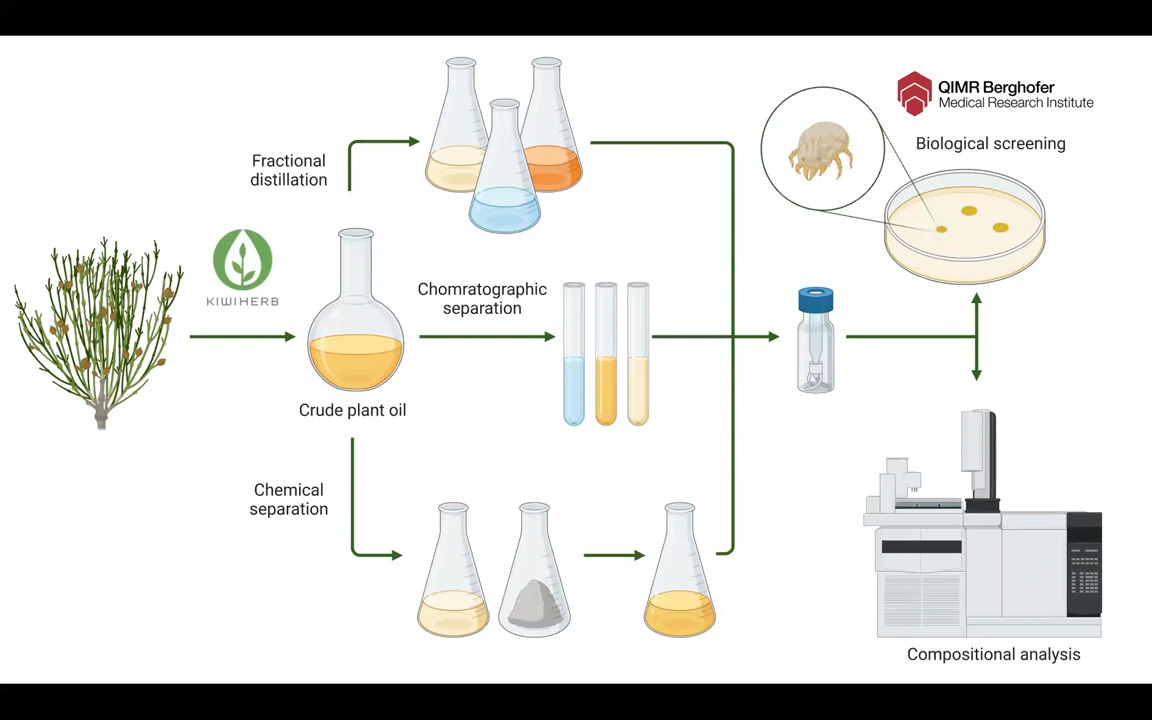 QIMR Berghofer
Medical Research Institute
Biological screening
Fractional
distillation
KIWIHERB
Chomratographic
separation
Crude plant oil
Chemical
separation
Compositional analysis